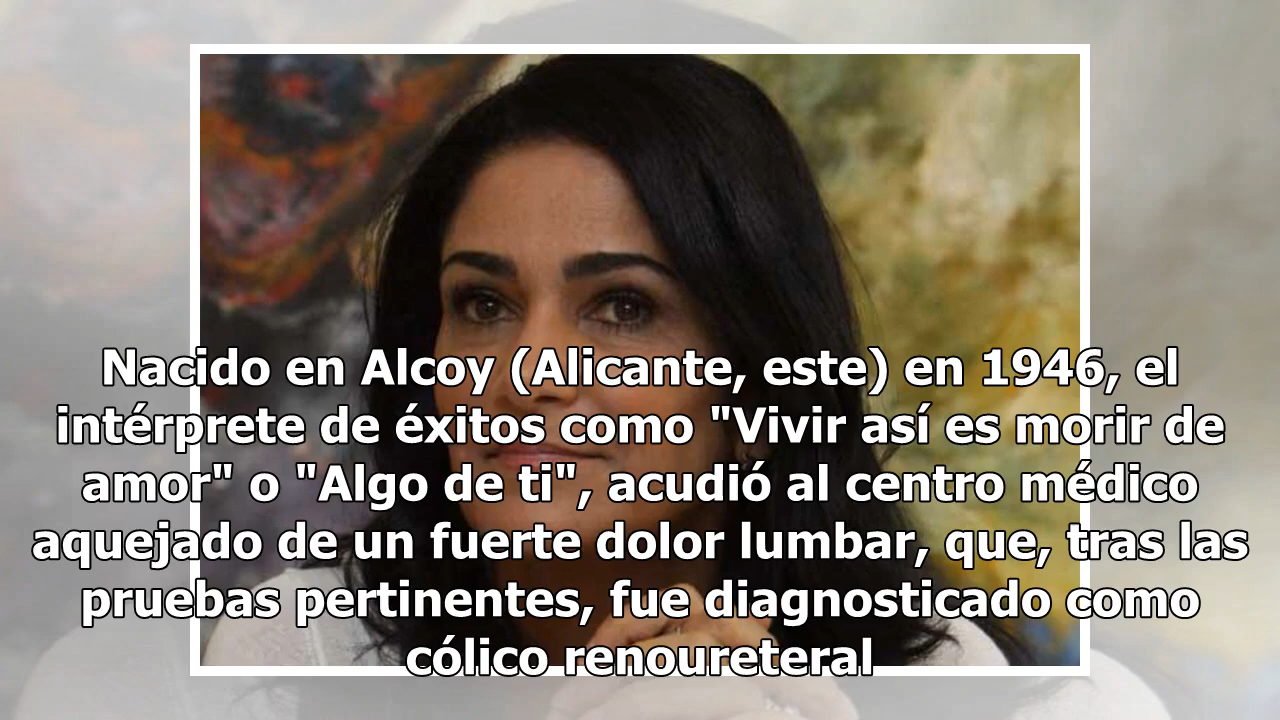 Nacido en Alcoy (Alicante, este) en 1946, el
intérprete de éxitos como "Vivir así es morir de
amor" o "Algo de ti", acudió al centro médico
aquejado de un fuerte dolor lumbar, que, tras las
pruebas pertinentes, fue diagnosticado como
cólico renoureteral